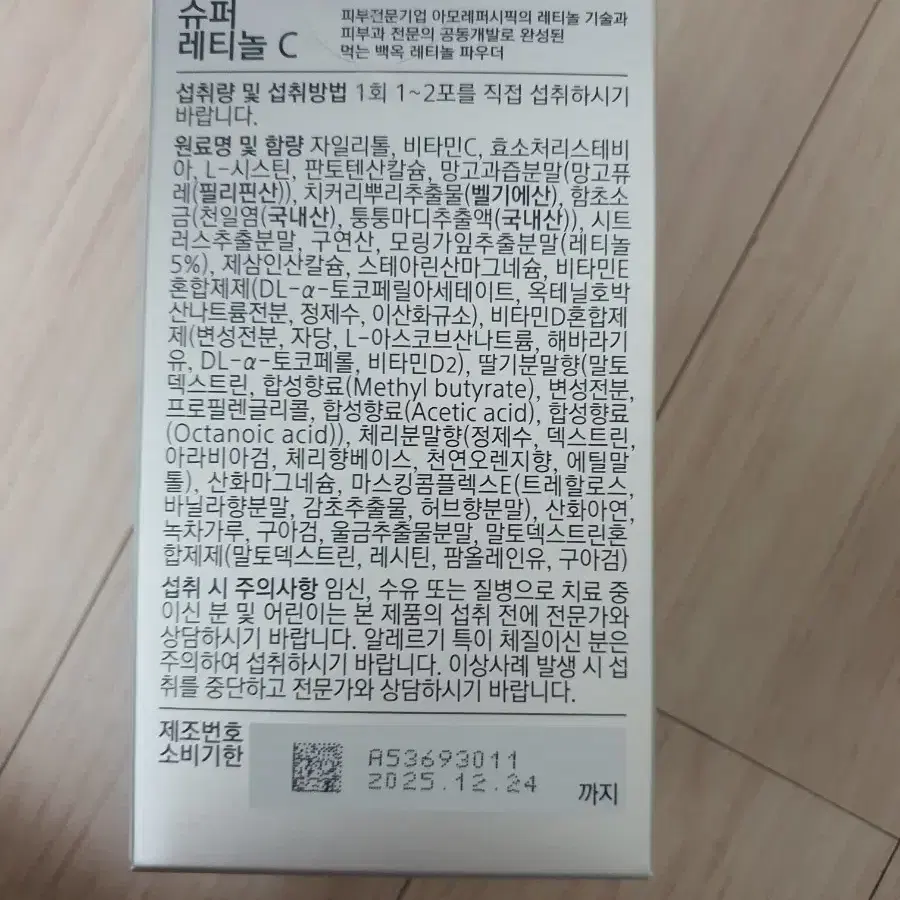 슈퍼
레티놀 C
피부전문기업 아모레퍼시픽의 레티놀 기술과
피부과 전문의 공동개발로 완성된
먹는 백옥 레티놀 파우더
섭취량 및 섭취방법 1회 1~2포를 직접 섭취하시기
바랍니다.
원료명 및 함량 자일리톨, 비타민C, 효소처리스테비
아, L-시스틴, 판토텐산칼슘, 망고과즙분말(망고퓨
레(필리핀산)), 치커리뿌리추출물(벨기에산), 함초소
금(천일염(국내산), 퉁퉁마디추출액(국내산)), 시트
러스추출분말, 구연산, 모링가잎추출분말(레티놀
5%), 제삼인산칼슘, 스테아린산마그네슘, 비타민E
혼합제제(DL-α-토코페릴아세테이트, 옥테닐호박
산나트륨전분, 정제수, 이산화규소), 비타민D혼합제
제(변성전분, 자당, L-아스코브산나트륨, 해바라기
유, DL-α-토코페롤, 비타민D2), 딸기분말향(말토
덱스트린, 합성향료(Methyl butyrate), 변성전분,
프로필렌글리콜, 합성향료(Acetic acid), 합성향료
(Octanoic acid)), 체리분말향(정제수, 덱스트린,
아라비아검, 체리향베이스, 천연오렌지향, 에틸말
톨), 산화마그네슘, 마스킹콤플렉스E(트레할로스,
바닐라향분말, 감초추출물, 허브향분말), 산화아연,
녹차가루, 구아검, 울금추출물분말, 말토덱스트린혼
합제제(말토덱스트린, 레시틴, 팜올레인유, 구아검)
섭취 시 주의사항 임신, 수유 또는 질병으로 치료 중
이신 분 및 어린이는 본 제품의 섭취 전에 전문가와
상담하시기 바랍니다. 알레르기 특이 체질이신 분은
주의하여 섭취하시기 바랍니다. 이상사례 발생 시 섭
취를 중단하고 전문가와 상담하시기 바랍니다.
제조번호 A53693011
소비기한 2025.12.24 까지